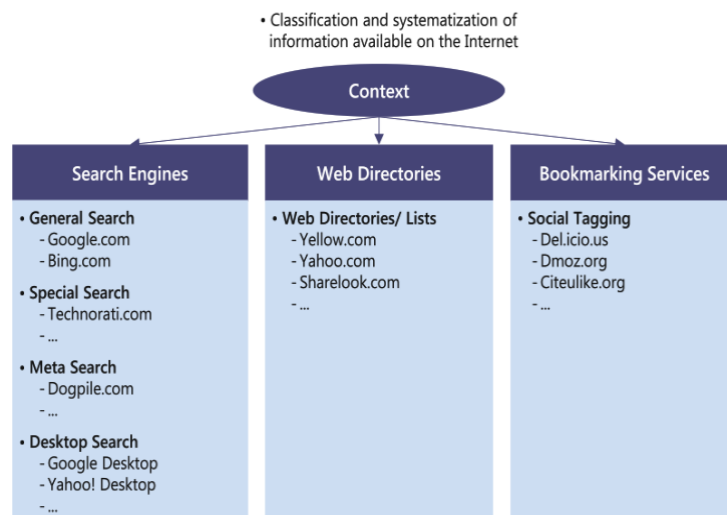 • Classification and systematization of
information available on the Internet
Context
Search Engines
• General Search
- Google.com
- Bing.com
• Special Search
- Technorati.com
- ...
• Meta Search
- Dogpile.com
- ...
• Desktop Search
- Google Desktop
- Yahoo! Desktop
- ...
Web Directories
• Web Directories/ Lists
- Yellow.com
- Yahoo.com
- Sharelook.com
- ...
Bookmarking Services
• Social Tagging
- Del.icio.us
- Dmoz.org
- Citeulike.org
- ...